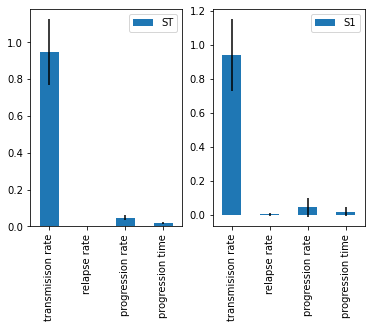 ST
1.0
0.8
0.6
0.4
0.2
0.0
transmisison rate
relapse rate
progression rate
progression time
S1
1.2
1.0
0.8
0.6
0.4
0.2
0.0
transmisison rate
relapse rate
progression rate
progression time